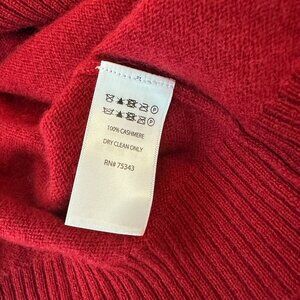 100% CASHMERE
DRY CLEAN ONLY
RN# 75343